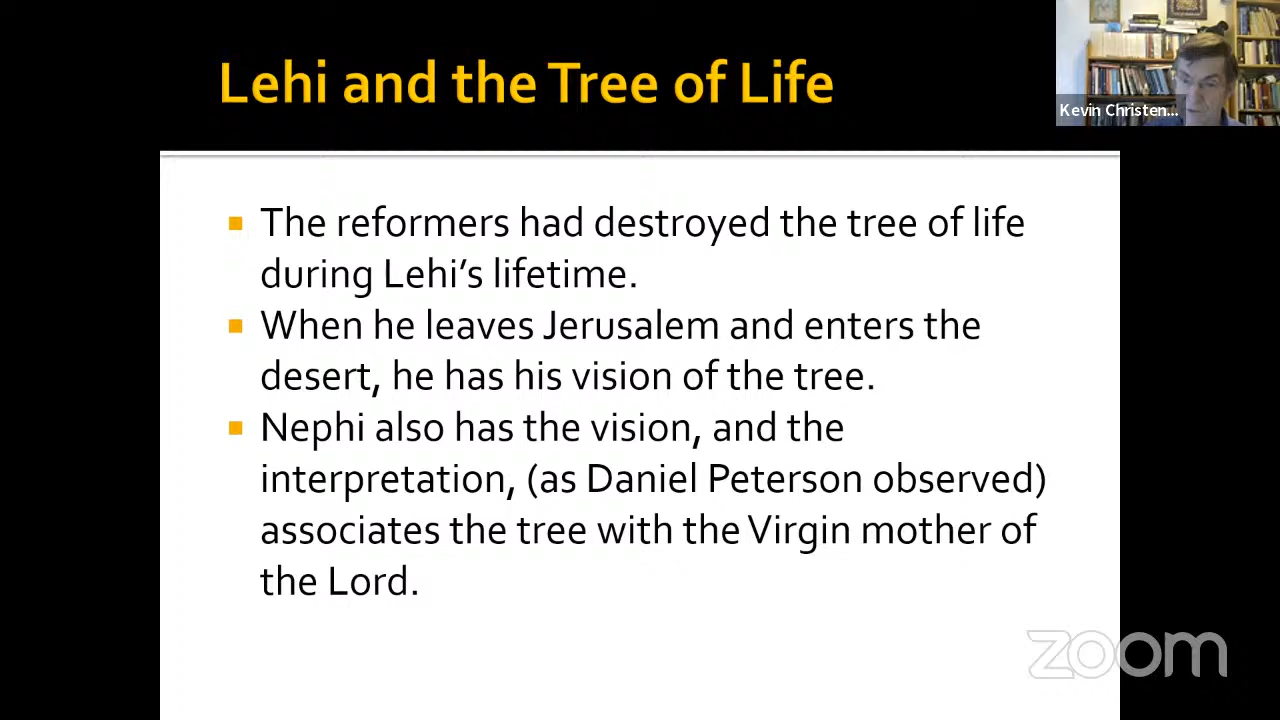 Lehi and the Tree of Life
Kevin Christen...
▪ The reformers had destroyed the tree of life
during Lehi’s lifetime.
▪ When he leaves Jerusalem and enters the
desert, he has his vision of the tree.
▪ Nephi also has the vision, and the
interpretation, (as Daniel Peterson observed)
associates the tree with the Virgin mother of
the Lord.
zoom